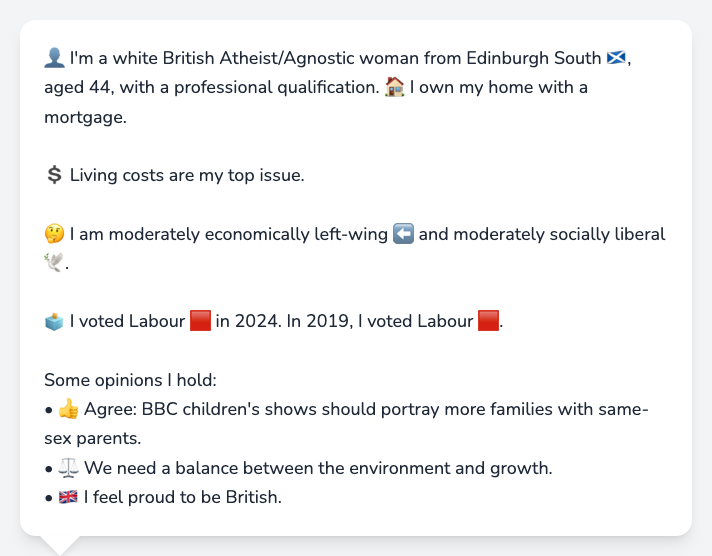 👤 I'm a white British Atheist/Agnostic woman from Edinburgh South 🏴󠁧󠁢󠁳󠁣󠁴󠁿,
aged 44, with a professional qualification. 🏠 I own my home with a
mortgage.
💲 Living costs are my top issue.
🤔 I am moderately economically left-wing ⬅️ and moderately socially liberal
🕊️.
🗳️ I voted Labour 🟥 in 2024. In 2019, I voted Labour 🟥.
Some opinions I hold:
• 👍 Agree: BBC children's shows should portray more families with same-
sex parents.
• ⚖️ We need a balance between the environment and growth.
• 🇬🇧 I feel proud to be British.